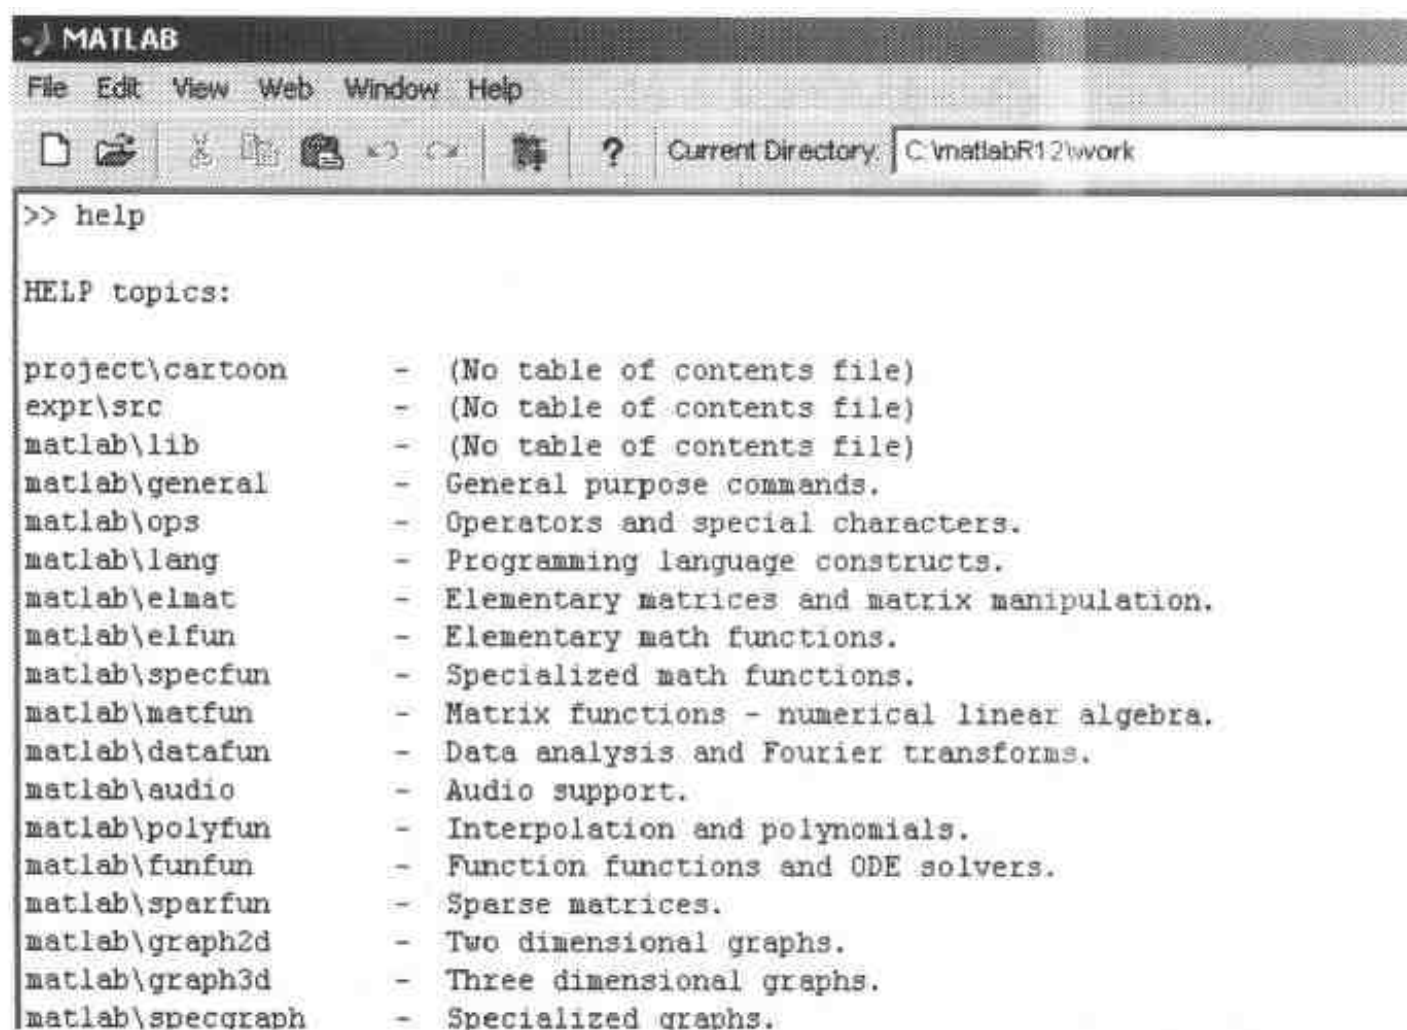 MATLAB
File Edit View Web Window Help
? Current Directory: C:\matlabR12\work
>> help
HELP topics:
project\cartoon - (No table of contents file)
expr\src - (No table of contents file)
matlab\lib - (No table of contents file)
matlab\general - General purpose commands.
matlab\ops - Operators and special characters.
matlab\lang - Programming language constructs.
matlab\elmat - Elementary matrices and matrix manipulation.
matlab\elfun - Elementary math functions.
matlab\specfun - Specialized math functions.
matlab\matfun - Matrix functions - numerical linear algebra.
matlab\datafun - Data analysis and Fourier transforms.
matlab\audio - Audio support.
matlab\polyfun - Interpolation and polynomials.
matlab\funfun - Function functions and ODE solvers.
matlab\sparfun - Sparse matrices.
matlab\graph2d - Two dimensional graphs.
matlab\graph3d - Three dimensional graphs.
matlab\specgraph - Specialized graphs.